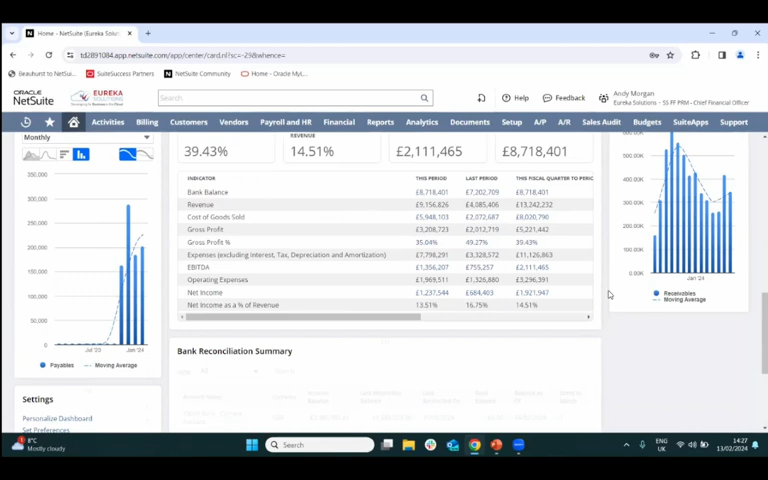 Home - NetSuite (Eureka Solut
td2891084.app.netsuite.com/app/center/card.nl?sc=-29&whence=
Beauhurst to NetSui...
SuiteSuccess Partners
NetSuite Community
Home - Oracle MyL...
ORACLE
NETSUITE
EUREKA
SOLUTIONS
Search
Help
Feedback
Andy Morgan
Eureka Solutions - SS FF PRM - Chief Financial Officer
Activities Billing Customers Vendors Payroll and HR Financial Reports Analytics Documents Setup A/P A/R Sales Audit Budgets SuiteApps Support
Monthly
350,000
300,000
250,000
200,000
150,000
100,000
50,000
Jul '23 Jan '24
Payables Moving Average
Settings
Personalize Dashboard
Set Preferences
REVENUE
39.43% 14.51% £2,111,465 £8,718,401
INDICATOR THIS PERIOD LAST PERIOD THIS FISCAL QUARTER TO PERIO
Bank Balance £8,718,401 £7,202,709 £8,718,401
Revenue £9,156,826 £4,085,406 £13,242,232
Cost of Goods Sold £5,948,103 £2,072,687 £8,020,790
Gross Profit £3,208,723 £2,012,719 £5,221,442
Gross Profit % 35.04% 49.27% 39.43%
Expenses (excluding Interest, Tax, Depreciation and Amortization) £7,798,291 £3,328,572 £11,126,863
EBITDA £1,356,207 £755,257 £2,111,465
Operating Expenses £1,969,511 £1,326,880 £3,296,391
Net Income £1,237,544 £684,403 £1,921,947
Net Income as a % of Revenue 13.51% 16.75% 14.51%
Bank Reconciliation Summary
600.00K
500.00K
400.00K
300.00K
200.00K
100.00K
0.00K
Jan '24
Receivables
Moving Average
8°C
Mostly cloudy
Search
ENG
UK
14:27
13/02/2024